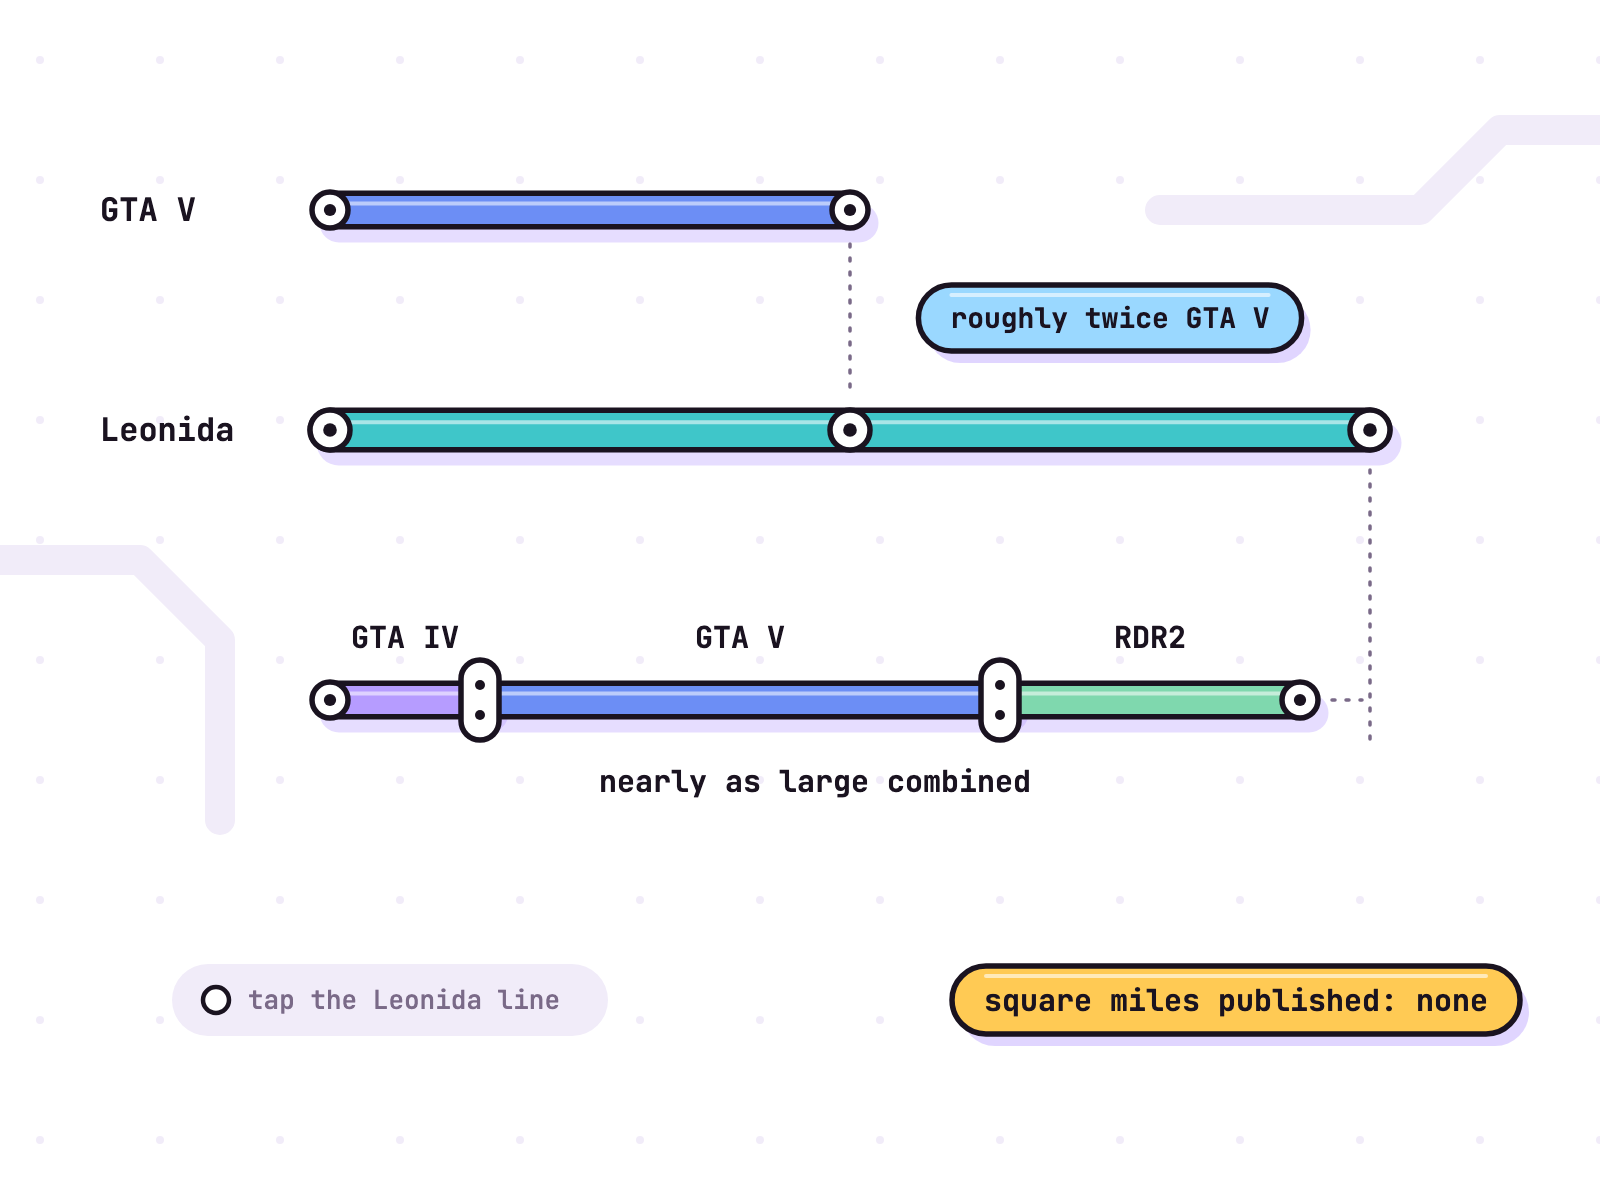 GTA V
roughly twice GTA V
Leonida
GTA IV
GTA V
RDR2
nearly as large combined
tap the Leonida line
square miles published: none